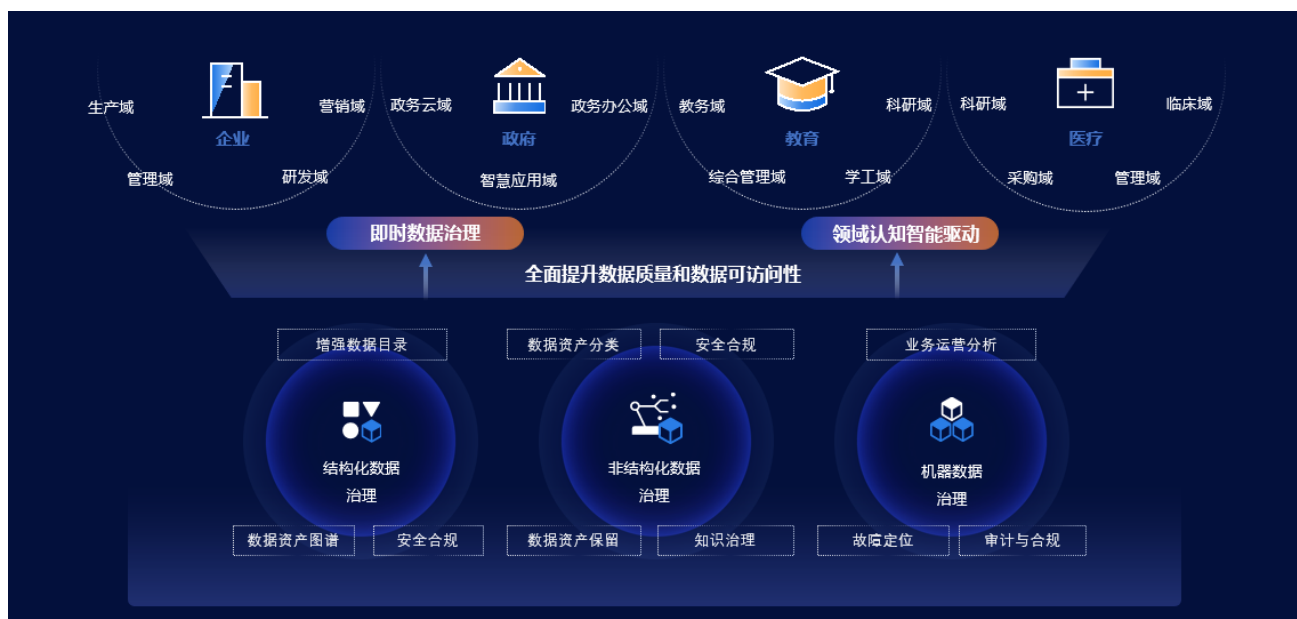 生产域
营销域
企业
管理域
研发域
政务云域
政务办公域
政府
智慧应用域
教务域
科研域
教育
综合管理域
学工域
科研域
临床域
医疗
采购域
管理域
即时数据治理
领域认知智能驱动
全面提升数据质量和数据可访问性
增强数据目录
结构化数据
治理
数据资产图谱
安全合规
数据资产分类
安全合规
非结构化数据
治理
数据资产保留
知识治理
业务运营分析
机器数据
治理
故障定位
审计与合规